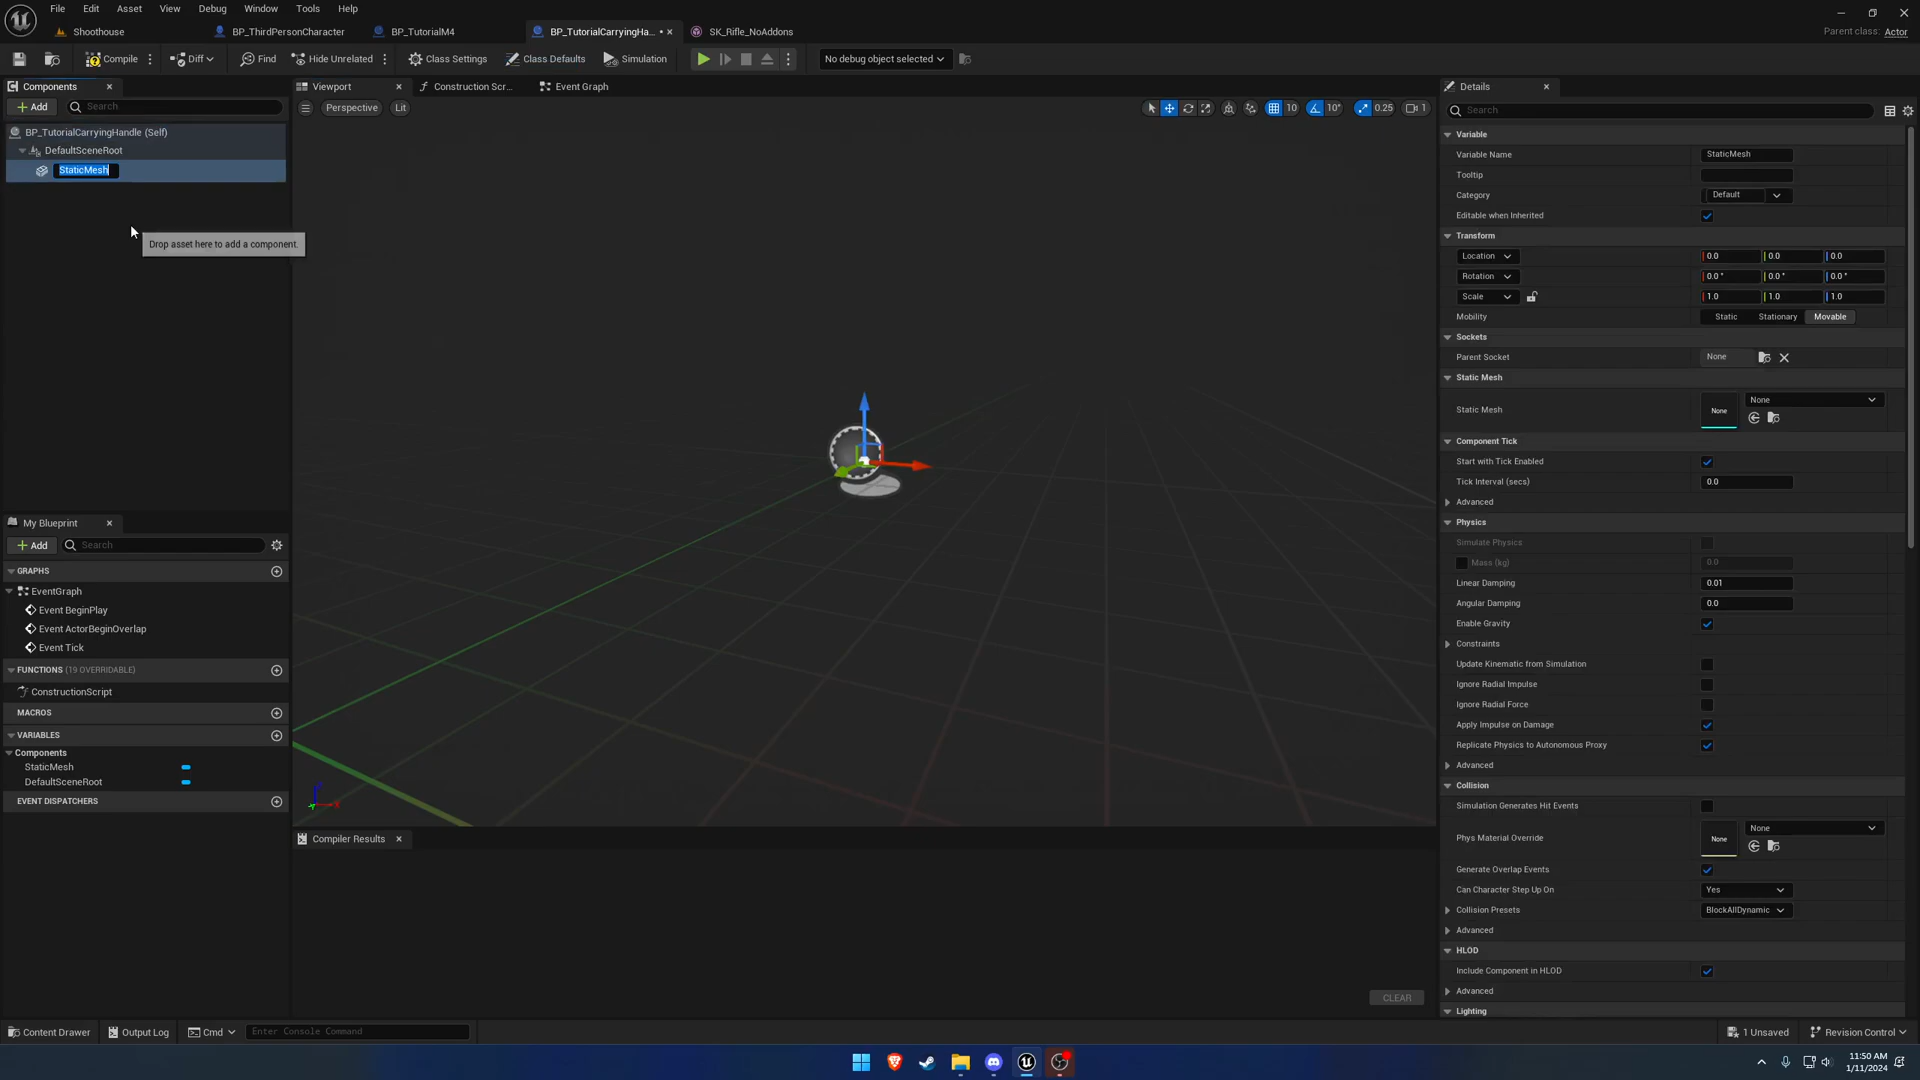 File Edit Asset View Debug Window Tools Help
Shoothouse BP_ThirdPersonCharacter BP_TutorialM4 BP_TutorialCarryingHa... • SK_Rifle_NoAddons
Parent class: Actor
Compile Diff Find Hide Unrelated Class Settings Class Defaults Simulation No debug object selected
Components
Add Search
BP_TutorialCarryingHandle (Self)
DefaultSceneRoot
StaticMesh
Drop asset here to add a component.
My Blueprint
Add Search
GRAPHS
EventGraph
Event BeginPlay
Event ActorBeginOverlap
Event Tick
FUNCTIONS (19 OVERRIDABLE)
ConstructionScript
MACROS
VARIABLES
Components
StaticMesh
DefaultSceneRoot
EVENT DISPATCHERS
Viewport Construction Scr... Event Graph
Perspective Lit 10 10° 0.25 1
Z X Y
Compiler Results
CLEAR
Details
Search
Variable
Variable Name StaticMesh
Tooltip
Category Default
Editable when Inherited
Transform
Location 0.0 0.0 0.0
Rotation 0.0 ° 0.0 ° 0.0 °
Scale 1.0 1.0 1.0
Mobility Static Stationary Movable
Sockets
Parent Socket None
Static Mesh
Static Mesh None None
Component Tick
Start with Tick Enabled
Tick Interval (secs) 0.0
Advanced
Physics
Simulate Physics
Mass (kg) 0.0
Linear Damping 0.01
Angular Damping 0.0
Enable Gravity
Constraints
Update Kinematic from Simulation
Ignore Radial Impulse
Ignore Radial Force
Apply Impulse on Damage
Replicate Physics to Autonomous Proxy
Advanced
Collision
Simulation Generates Hit Events
Phys Material Override None None
Generate Overlap Events
Can Character Step Up On Yes
Collision Presets BlockAllDynamic
Advanced
HLOD
Include Component in HLOD
Advanced
Lighting
Content Drawer Output Log Cmd Enter Console Command 1 Unsaved Revision Control
11:50 AM
1/11/2024